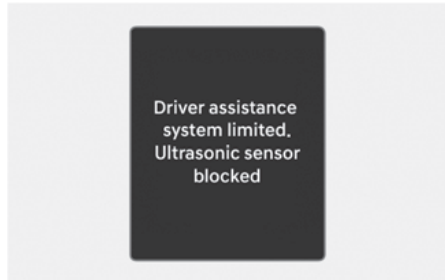 Driver assistance
system limited.
Ultrasonic sensor
blocked